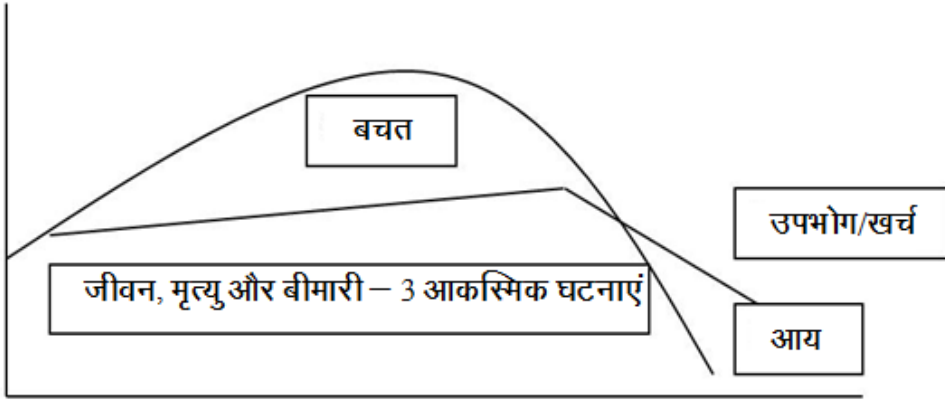 बचत
उपभोग/खर्च
जीवन, मृत्यु और बीमारी – 3 आकस्मिक घटनाएं
आय